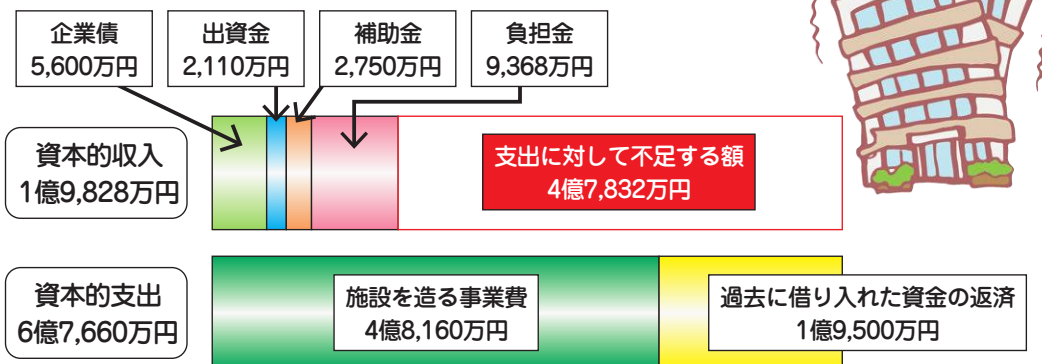 企業債
5,600万円
出資金
2,110万円
補助金
2,750万円
負担金
9,368万円
資本的収入
1億9,828万円
支出に対して不足する額
4億7,832万円
資本的支出
6億7,660万円
施設を造る事業費
4億8,160万円
過去に借り入れた資金の返済
1億9,500万円